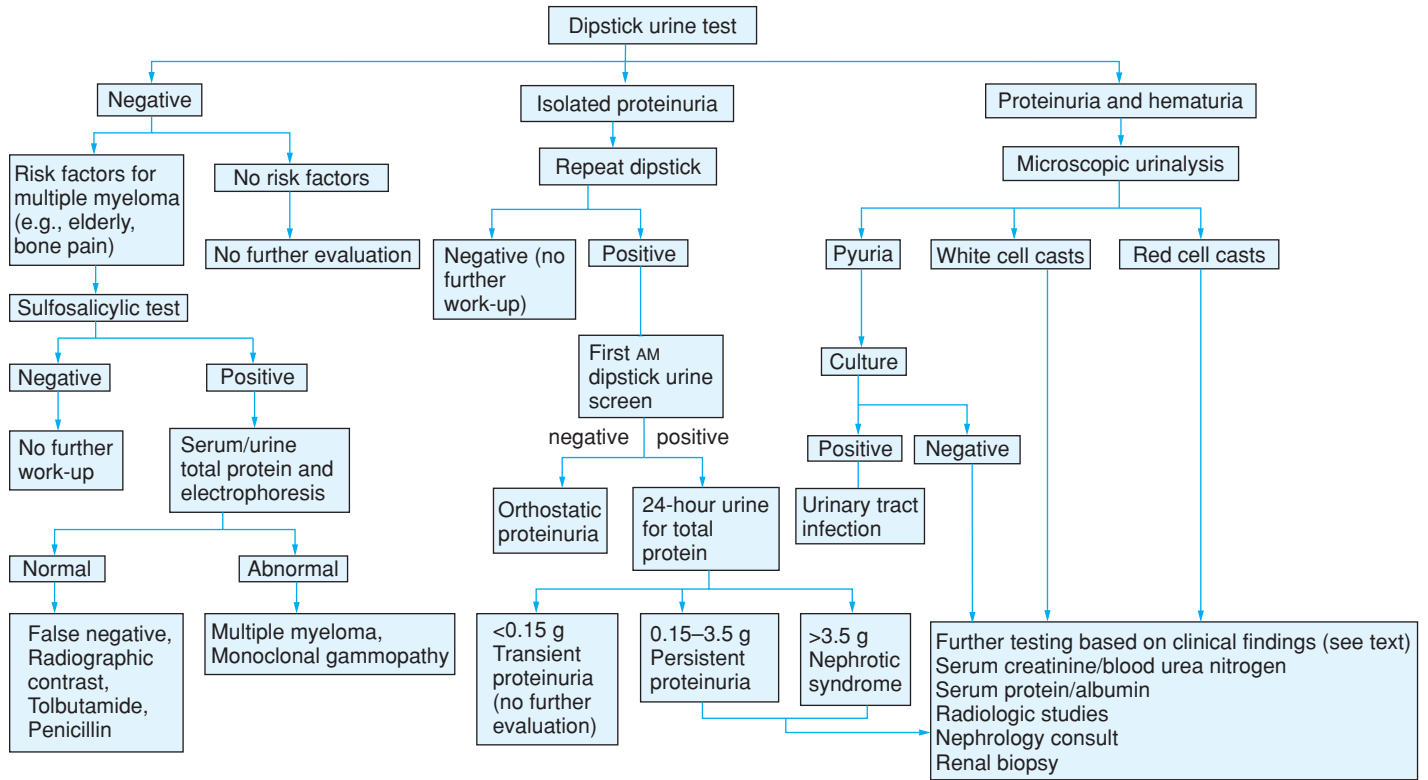 Dipstick urine test
Negative
Isolated proteinuria
Proteinuria and hematuria
Risk factors for
multiple myeloma
(e.g., elderly,
bone pain)
No risk factors
No further evaluation
Sulfosalicylic test
Negative
Positive
No further
work-up
Serum/urine
total protein and
electrophoresis
Normal
Abnormal
False negative,
Radiographic
contrast,
Tolbutamide,
Penicillin
Multiple myeloma,
Monoclonal gammopathy
Repeat dipstick
Negative (no
further
work-up)
Positive
First AM
dipstick urine
screen
negative
positive
Orthostatic
proteinuria
24-hour urine
for total
protein
<0.15 g
Transient
proteinuria
(no further
evaluation)
0.15–3.5 g
Persistent
proteinuria
>3.5 g
Nephrotic
syndrome
Microscopic urinalysis
Pyuria
White cell casts
Red cell casts
Culture
Positive
Negative
Urinary tract
infection
Further testing based on clinical findings (see text)
Serum creatinine/blood urea nitrogen
Serum protein/albumin
Radiologic studies
Nephrology consult
Renal biopsy